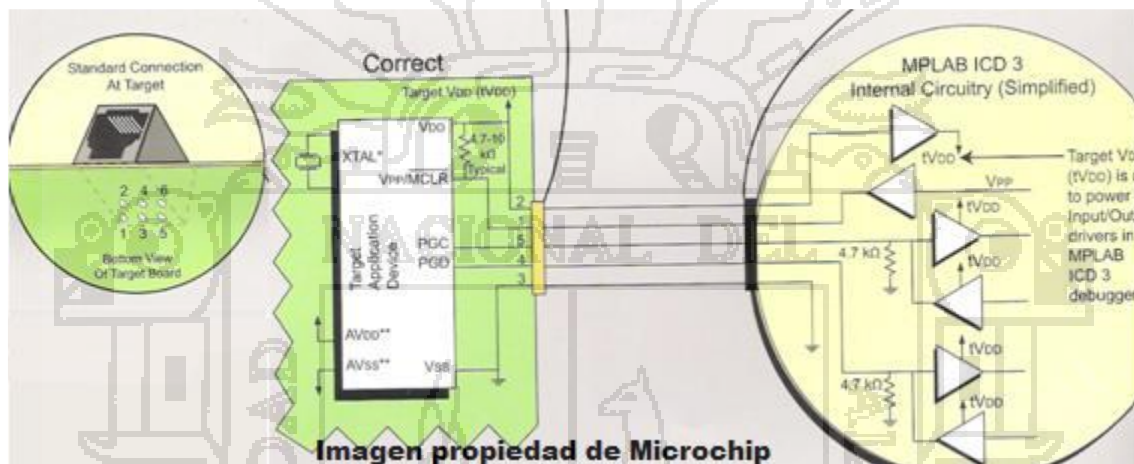 Standard Connection
At Target
2 4 6
1 3 5
Bottom View
Of Target Board
Correct
Target VDD (tVDD)
VDD
4.7-10
kΩ
Typical
XTAL*
VPP/MCLR
PGC
PGD
Target
Application
Device
AVDD**
AVSS**
VSS
2
1
5
4
3
MPLAB ICD 3
Internal Circuitry (Simplified)
tVDD
VPP
tVDD
4.7 kΩ
tVDD
tVDD
4.7 kΩ
tVDD
Target
(tVDD) is
to power
drivers in
MPLAB
ICD 3
debugger
NACIONAL DEL
Imagen propiedad de Microchip